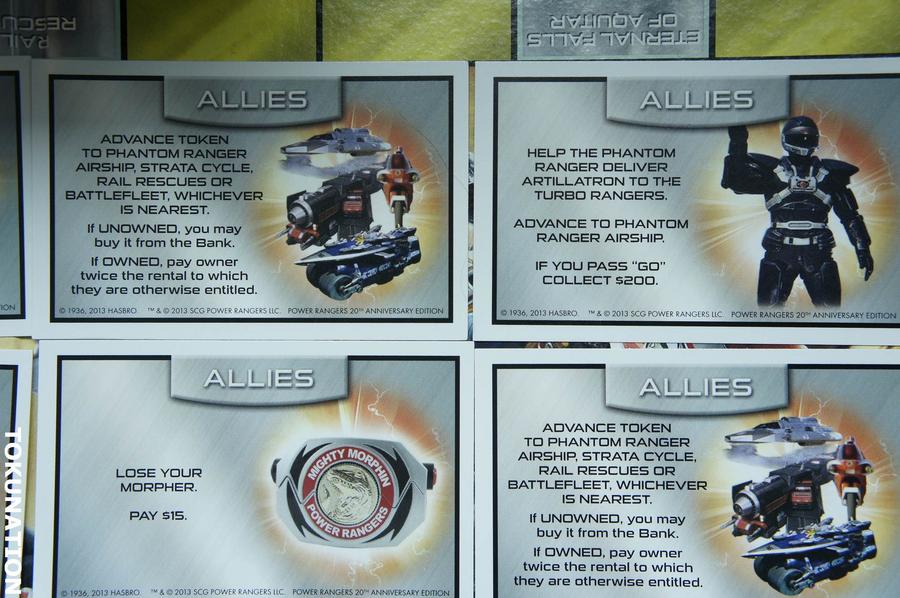 RAIL
RESCU
ETERNAL FALLS
OF AQUITAR
ALLIES
ADVANCE TOKEN
TO PHANTOM RANGER
AIRSHIP, STRATA CYCLE,
RAIL RESCUES OR
BATTLEFLEET, WHICHEVER
IS NEAREST.
If UNOWNED, you may
buy it from the Bank.
If OWNED, pay owner
twice the rental to which
they are otherwise entitled.
© 1936, 2013 HASBRO. ™ & © 2013 SCG POWER RANGERS LLC. POWER RANGERS 20TH ANNIVERSARY EDITION
ALLIES
HELP THE PHANTOM
RANGER DELIVER
ARTILLATRON TO THE
TURBO RANGERS.
ADVANCE TO PHANTOM
RANGER AIRSHIP.
IF YOU PASS “GO”
COLLECT $200.
© 1936, 2013 HASBRO. ™ & © 2013 SCG POWER RANGERS LLC. POWER RANGERS 20TH ANNIVERSARY EDITION
ION
ALLIES
LOSE YOUR
MORPHER.
PAY $15.
MIGHTY MORPHIN
POWER RANGERS
© 1936, 2013 HASBRO. ™ & © 2013 SCG POWER RANGERS LLC. POWER RANGERS 20TH ANNIVERSARY EDITION
ALLIES
ADVANCE TOKEN
TO PHANTOM RANGER
AIRSHIP, STRATA CYCLE,
RAIL RESCUES OR
BATTLEFLEET, WHICHEVER
IS NEAREST.
If UNOWNED, you may
buy it from the Bank.
If OWNED, pay owner
twice the rental to which
they are otherwise entitled.
TOKUNATION